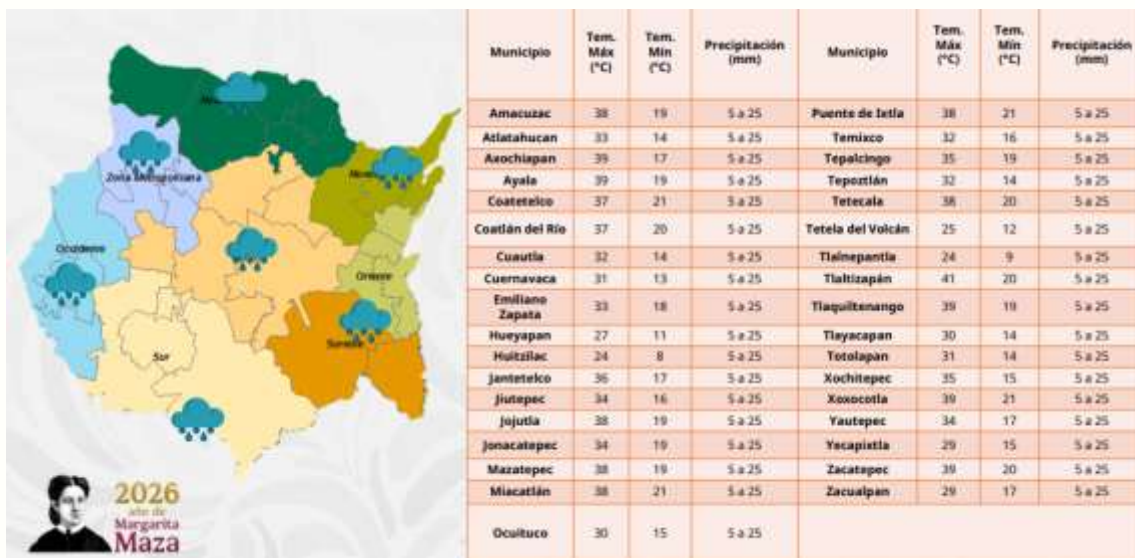 Zona Metropolitana
Occidente
Oriente
Sur
2026
año de
Margarita
Maza
Municipio Tem. Máx (°C) Tem. Min (°C) Precipitación (mm) Municipio Tem. Máx (°C) Tem. Min (°C) Precipitación (mm)
Amacuzac 38 19 5 a 25 Puente de Ixtla 38 21 5 a 25
Atlatahucan 33 14 5 a 25 Temixco 32 16 5 a 25
Axochiapan 39 17 5 a 25 Tepalcingo 35 19 5 a 25
Ayala 39 19 5 a 25 Tepoztlán 32 14 5 a 25
Coatetelco 37 21 5 a 25 Tetecala 38 20 5 a 25
Coatlán del Río 37 20 5 a 25 Tetela del Volcán 25 12 5 a 25
Cuautla 32 14 5 a 25 Tlalnepantla 24 9 5 a 25
Cuernavaca 31 13 5 a 25 Tlaltizapán 41 20 5 a 25
Emiliano Zapata 33 18 5 a 25 Tlaquiltenango 39 19 5 a 25
Hueyapan 27 11 5 a 25 Tlayacapan 30 14 5 a 25
Huitzilac 24 8 5 a 25 Totolapan 31 14 5 a 25
Jantetelco 36 17 5 a 25 Xochitepec 35 15 5 a 25
Jiutepec 34 16 5 a 25 Xoxocotla 39 21 5 a 25
Jojutla 38 19 5 a 25 Yautepec 34 17 5 a 25
Jonacatepec 34 19 5 a 25 Yecapixtla 29 15 5 a 25
Mazatepec 38 19 5 a 25 Zacatepec 39 20 5 a 25
Miacatlán 38 21 5 a 25 Zacualpan 29 17 5 a 25
Ocuituco 30 15 5 a 25